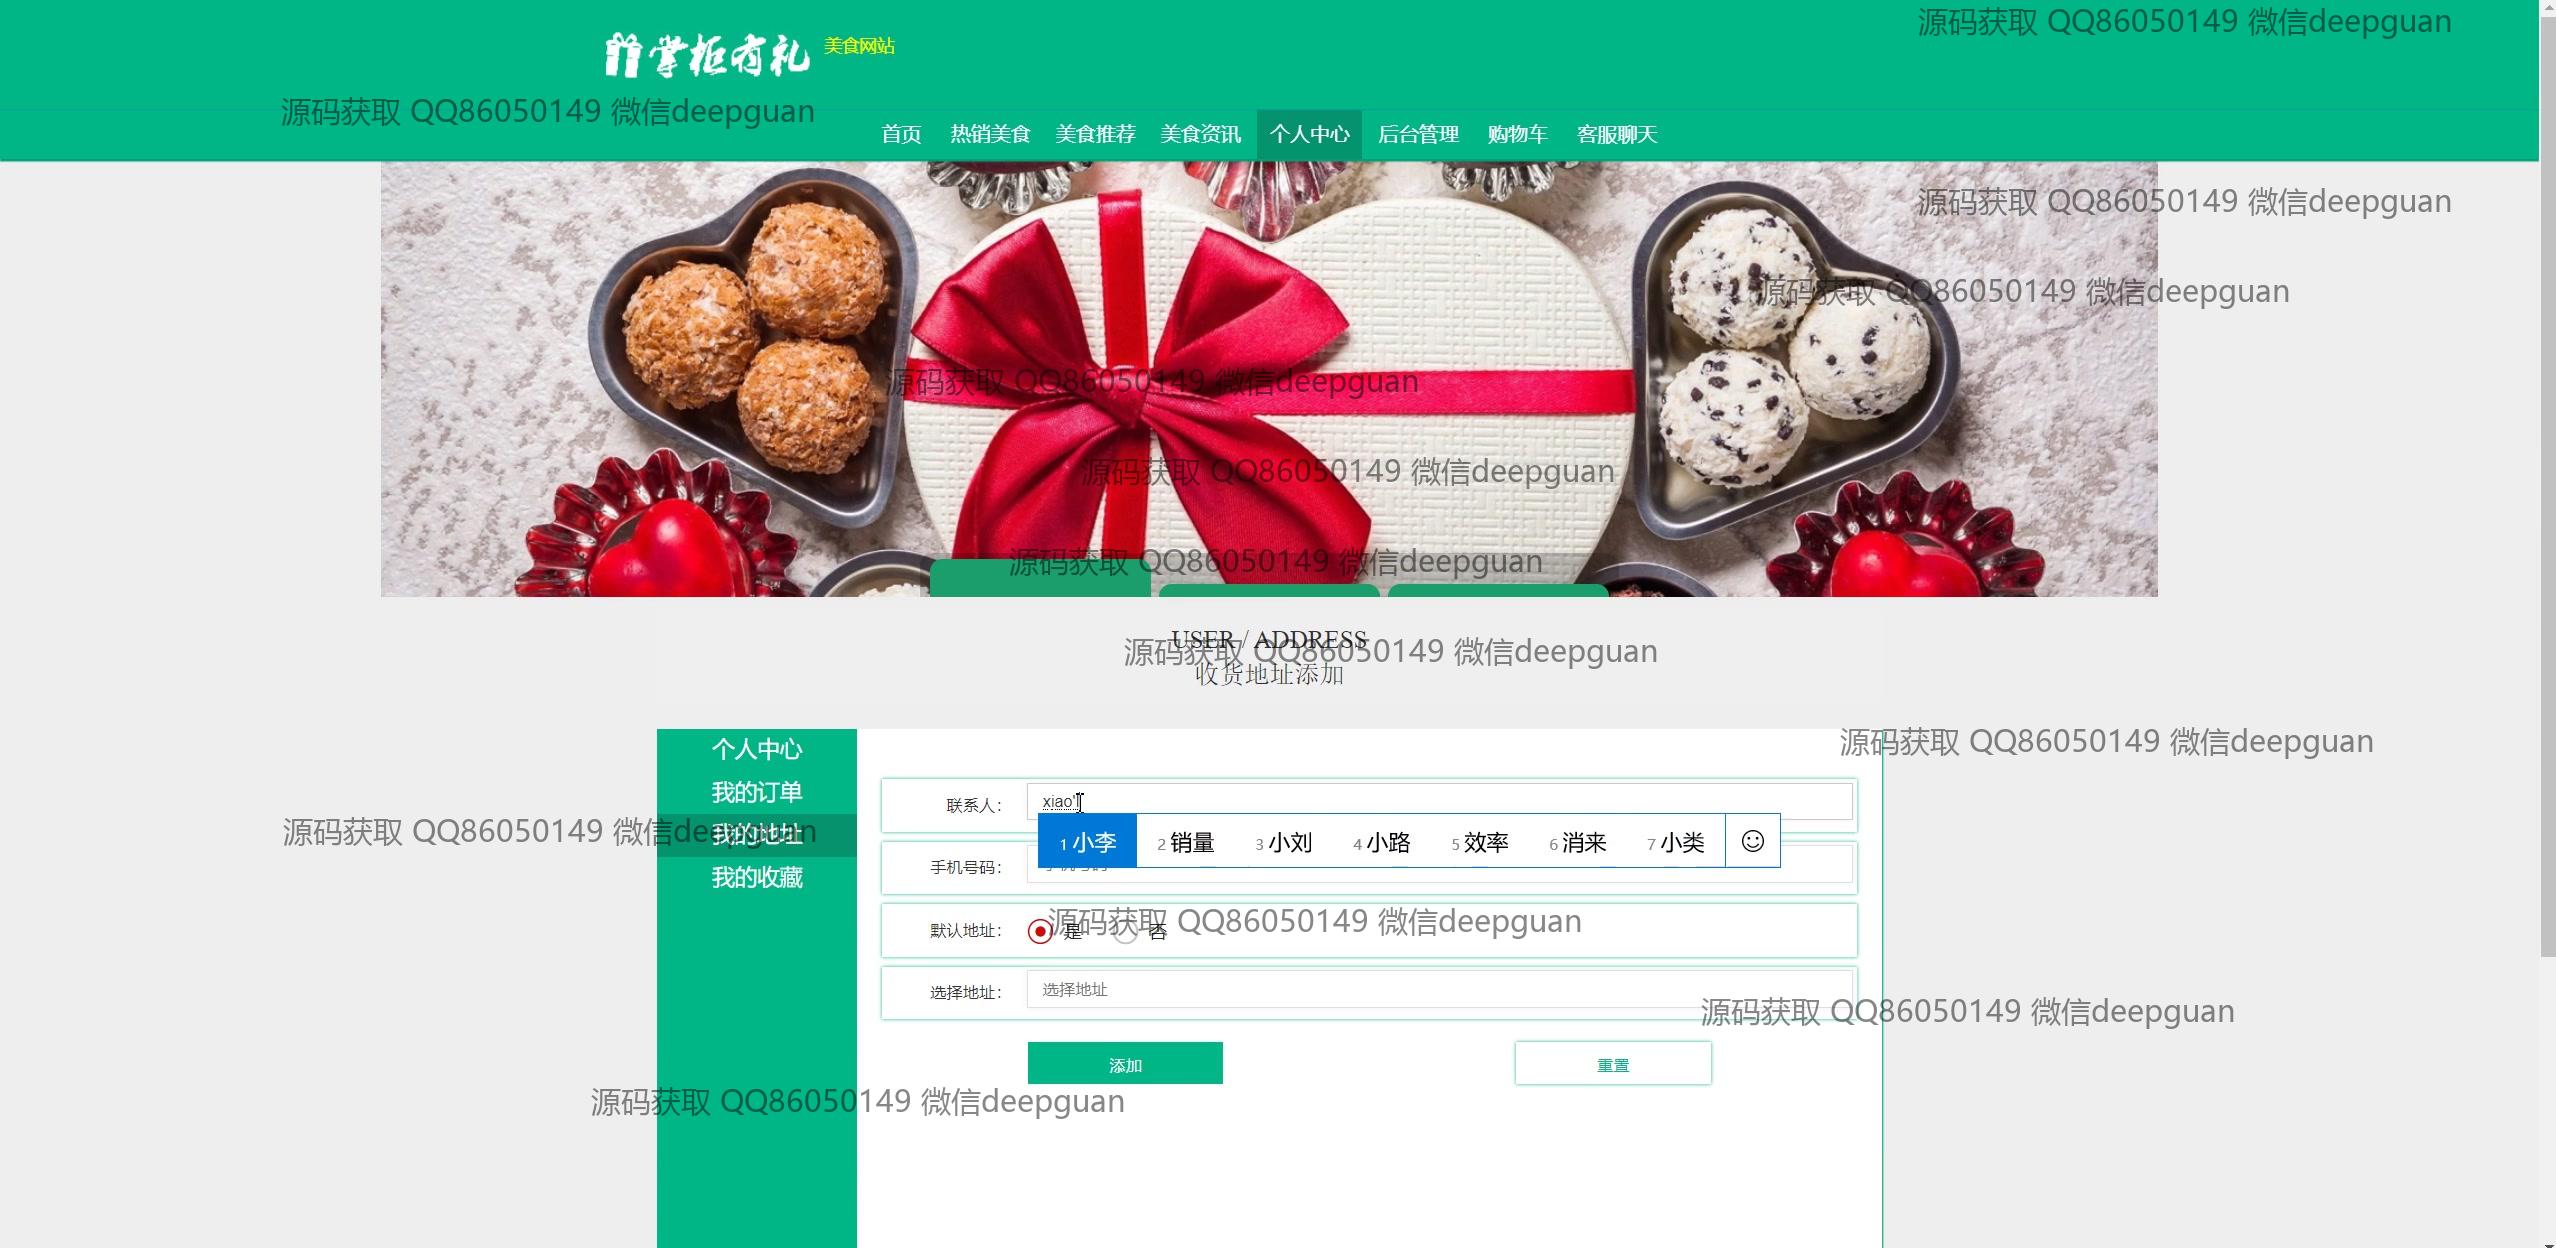 掌柜有礼 美食网站
源码获取 QQ86050149 微信deepguan
源码获取 QQ86050149 微信deepguan
首页 热销美食 美食推荐 美食资讯 个人中心 后台管理 购物车 客服聊天
源码获取 QQ86050149 微信deepguan
源码获取 QQ86050149 微信deepguan
源码获取 QQ86050149 微信deepguan
源码获取 QQ86050149 微信deepguan
源码获取 QQ86050149 微信deepguan
USER / ADDRESS
源码获取 QQ86050149 微信deepguan
收货地址添加
源码获取 QQ86050149 微信deepguan
个人中心
我的订单
我的地址
我的收藏
源码获取 QQ86050149 微信deepguan
联系人： xiao'l
1 小李 2 销量 3 小刘 4 小路 5 效率 6 消来 7 小类
手机号码： 手机号码
默认地址： 是 否
源码获取 QQ86050149 微信deepguan
选择地址： 选择地址
源码获取 QQ86050149 微信deepguan
添加 重置
源码获取 QQ86050149 微信deepguan